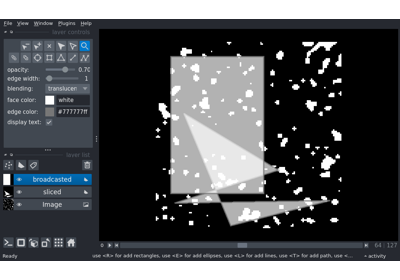 File View Window Plugins Help
layer controls
opacity: 0.70
edge width: 1
blending: translucen
face color: white
edge color: #777777ff
display text:
layer list
broadcasted
sliced
Image
64 127
Ready use <R> for add rectangles, use <E> for add ellipses, use <L> for add lines, use <T> for add path, use <... activity